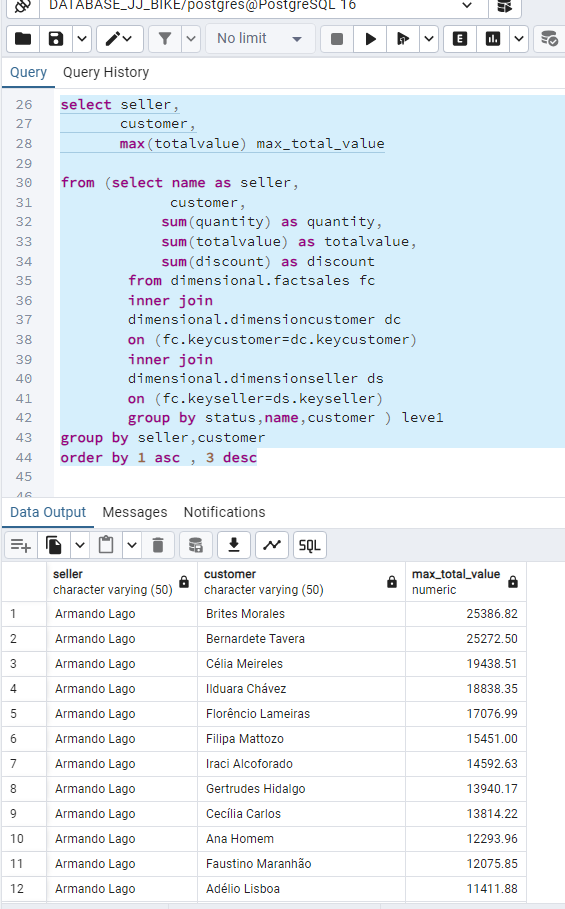 DATABASE_JJ_BIKE/postgres@PostgreSQL 16
No limit
E
Query Query History
26 select seller,
27 customer,
28 max(totalvalue) max_total_value
29
30 from (select name as seller,
31 customer,
32 sum(quantity) as quantity,
33 sum(totalvalue) as totalvalue,
34 sum(discount) as discount
35 from dimensional.factsales fc
36 inner join
37 dimensional.dimensioncustomer dc
38 on (fc.keycustomer=dc.keycustomer)
39 inner join
40 dimensional.dimensionseller ds
41 on (fc.keyseller=ds.keyseller)
42 group by status,name,customer ) level
43 group by seller,customer
44 order by 1 asc , 3 desc
45
46
Data Output Messages Notifications
SQL
seller customer max_total_value
character varying (50) character varying (50) numeric
1 Armando Lago Brites Morales 25386.82
2 Armando Lago Bernardete Tavera 25272.50
3 Armando Lago Célia Meireles 19438.51
4 Armando Lago Ilduara Chávez 18838.35
5 Armando Lago Florêncio Lameiras 17076.99
6 Armando Lago Filipa Mattozo 15451.00
7 Armando Lago Iraci Alcoforado 14592.63
8 Armando Lago Gertrudes Hidalgo 13940.17
9 Armando Lago Cecília Carlos 13814.22
10 Armando Lago Ana Homem 12293.96
11 Armando Lago Faustino Maranhão 12075.85
12 Armando Lago Adélio Lisboa 11411.88